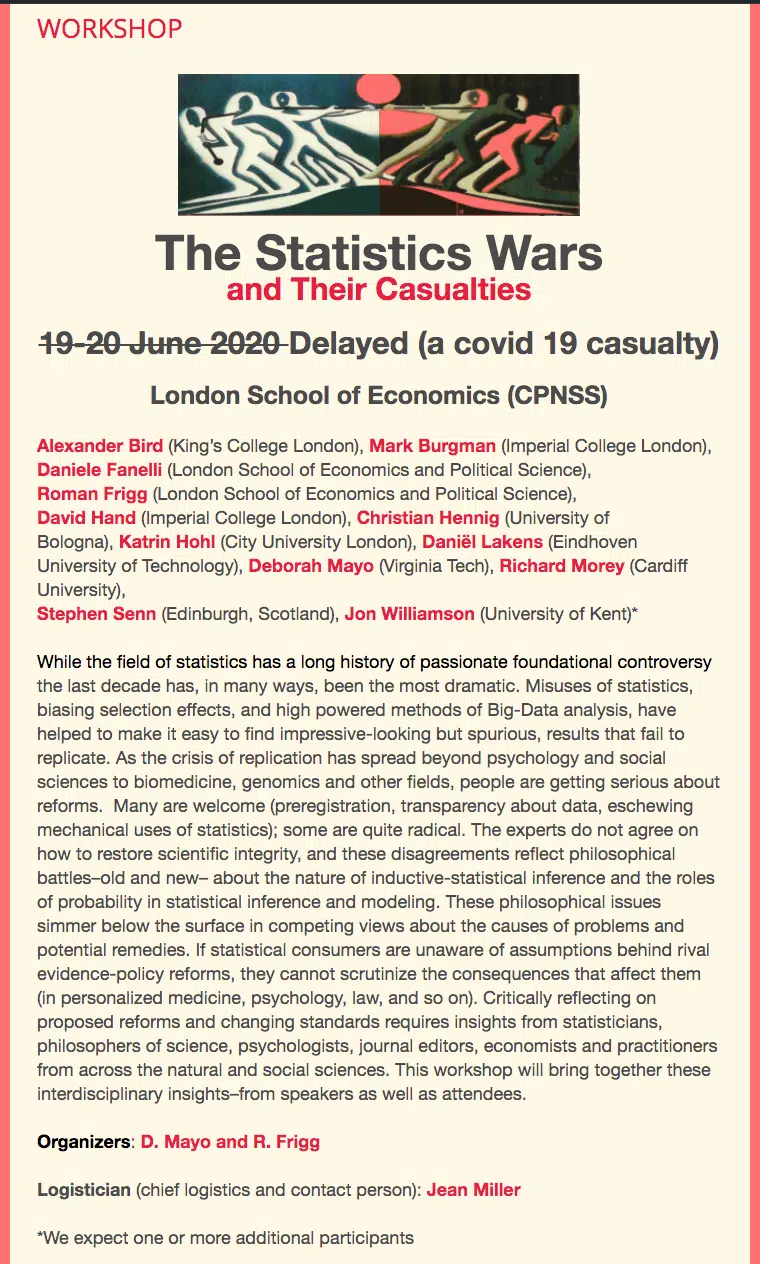 WORKSHOP
The Statistics Wars
and Their Casualties
19-20 June 2020 Delayed (a covid 19 casualty)
London School of Economics (CPNSS)
Alexander Bird (King’s College London), Mark Burgman (Imperial College London),
Daniele Fanelli (London School of Economics and Political Science),
Roman Frigg (London School of Economics and Political Science),
David Hand (Imperial College London), Christian Hennig (University of
Bologna), Katrin Hohl (City University London), Daniël Lakens (Eindhoven
University of Technology), Deborah Mayo (Virginia Tech), Richard Morey (Cardiff
University),
Stephen Senn (Edinburgh, Scotland), Jon Williamson (University of Kent)*
While the field of statistics has a long history of passionate foundational controversy
the last decade has, in many ways, been the most dramatic. Misuses of statistics,
biasing selection effects, and high powered methods of Big-Data analysis, have
helped to make it easy to find impressive-looking but spurious, results that fail to
replicate. As the crisis of replication has spread beyond psychology and social
sciences to biomedicine, genomics and other fields, people are getting serious about
reforms.  Many are welcome (preregistration, transparency about data, eschewing
mechanical uses of statistics); some are quite radical. The experts do not agree on
how to restore scientific integrity, and these disagreements reflect philosophical
battles–old and new– about the nature of inductive-statistical inference and the roles
of probability in statistical inference and modeling. These philosophical issues
simmer below the surface in competing views about the causes of problems and
potential remedies. If statistical consumers are unaware of assumptions behind rival
evidence-policy reforms, they cannot scrutinize the consequences that affect them
(in personalized medicine, psychology, law, and so on). Critically reflecting on
proposed reforms and changing standards requires insights from statisticians,
philosophers of science, psychologists, journal editors, economists and practitioners
from across the natural and social sciences. This workshop will bring together these
interdisciplinary insights–from speakers as well as attendees.
Organizers: D. Mayo and R. Frigg
Logistician (chief logistics and contact person): Jean Miller
*We expect one or more additional participants